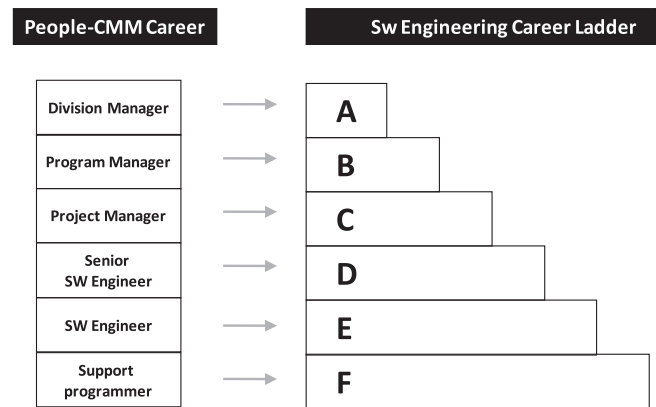 People-CMM Career
Sw Engineering Career Ladder
Division Manager
A
Program Manager
B
Project Manager
C
Senior
SW Engineer
D
SW Engineer
E
Support
programmer
F